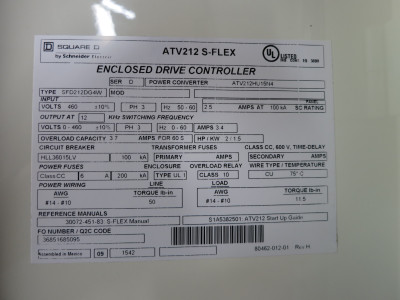 SQUARE D
by Schneider Electric
ATV212 S-FLEX
UL LISTED
ENCLOSED DRIVE CONTROLLER
SER D POWER CONVERTER ATV212HU15N4
TYPE SFD212DG4W MOD
INPUT
VOLTS 460 ±10% PH 3 Hz 50-60 2.5 AMPS AT 100 kA SC RATING
OUTPUT AT 12 KHz SWITCHING FREQUENCY
VOLTS 0 - 460 ±10% PH 3 Hz 0-60 AMPS 3.4
OVERLOAD CURRENT 3.7 AMPS FOR 60 S HP / KW 2 / 1.5
CIRCUIT BREAKER TRANSFORMER FUSES CLASS CC, 600 V, TIME-DELAY
HLL36015LV 100 kA PRIMARY AMPS SECONDARY AMPS
POWER FUSES ENCLOSURE OVERLOAD RELAY WIRE TYPE / TEMPERATURE
Class CC 6 A 200 kA TYPE UL 1 CLASS 10 CU 75° C
POWER WIRING LINE LOAD
AWG TORQUE lb-in AWG TORQUE lb-in
#14 - #10 50 #14 - #10 11.5
REFERENCE MANUALS
30072-451-83 S-FLEX Manual S1A53825 ATV212 Start Up Guide
FO NUMBER / Q2C CODE
36851685095
Assembled in Mexico 09 1542
80462-012-01 Rev H